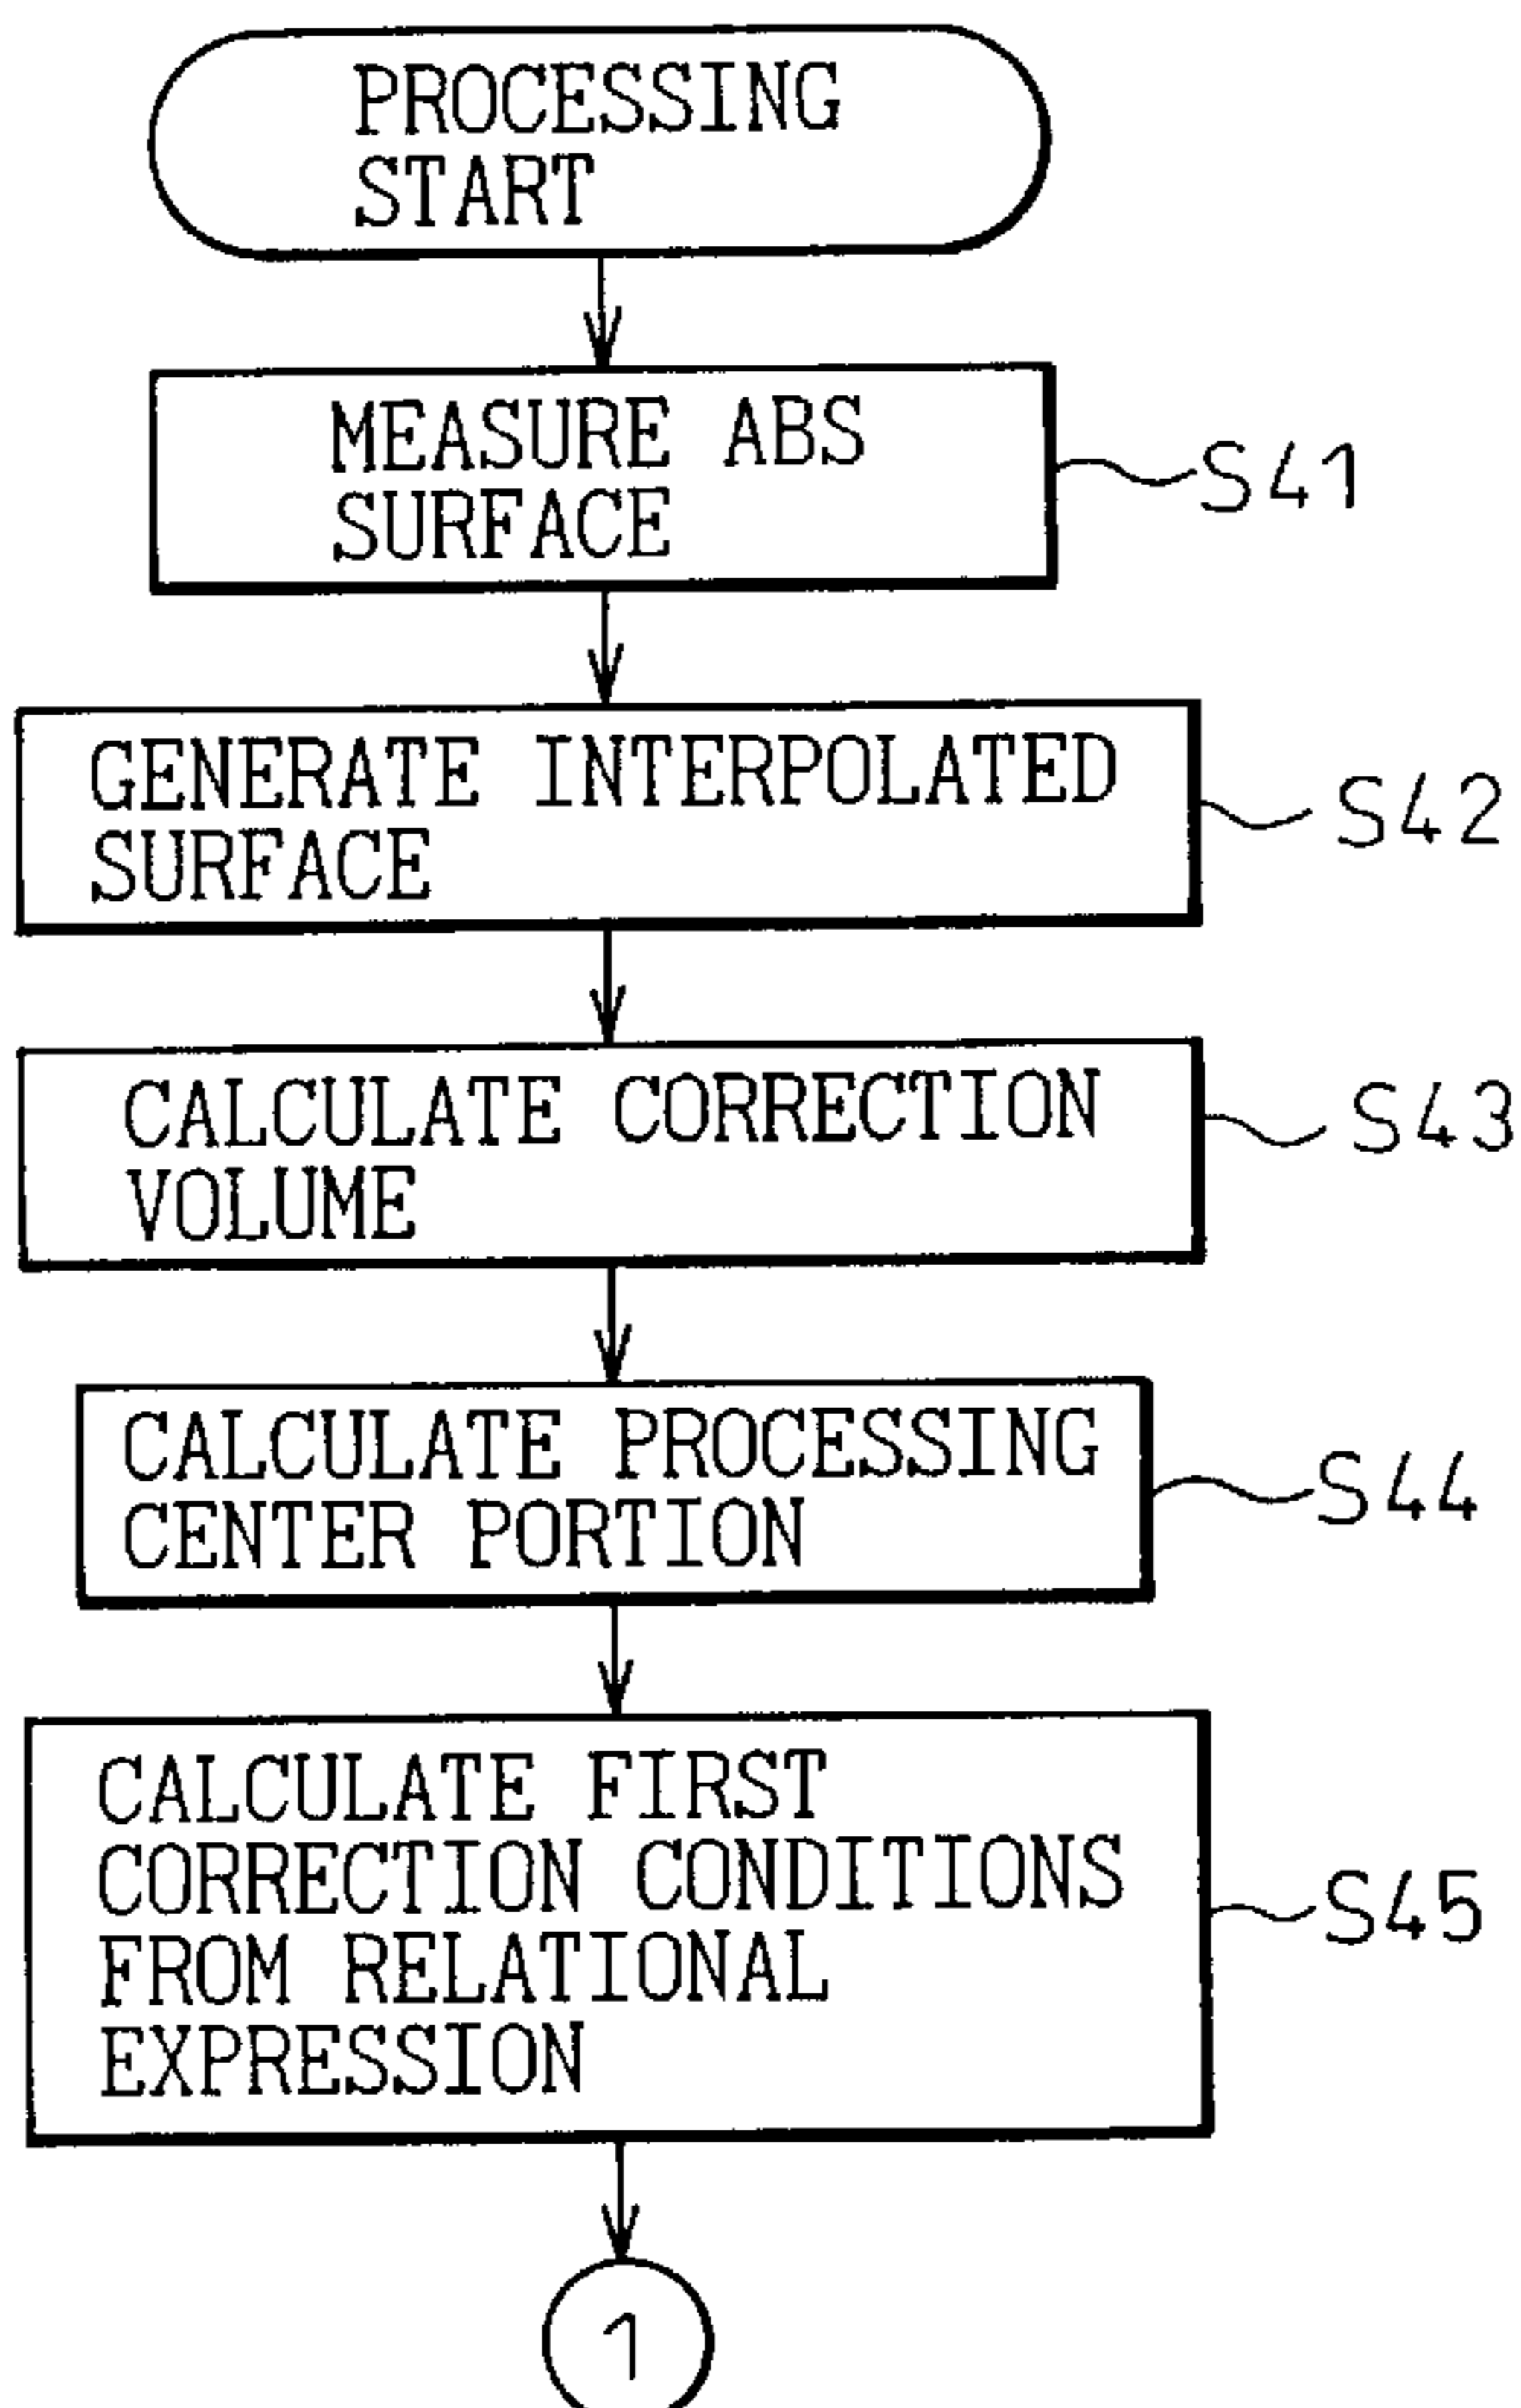 PROCESSING
START
MEASURE ABS
SURFACE
S41
GENERATE INTERPOLATED
SURFACE
S42
CALCULATE CORRECTION
VOLUME
S43
CALCULATE PROCESSING
CENTER PORTION
S44
CALCULATE FIRST
CORRECTION CONDITIONS
FROM RELATIONAL
EXPRESSION
S45
1